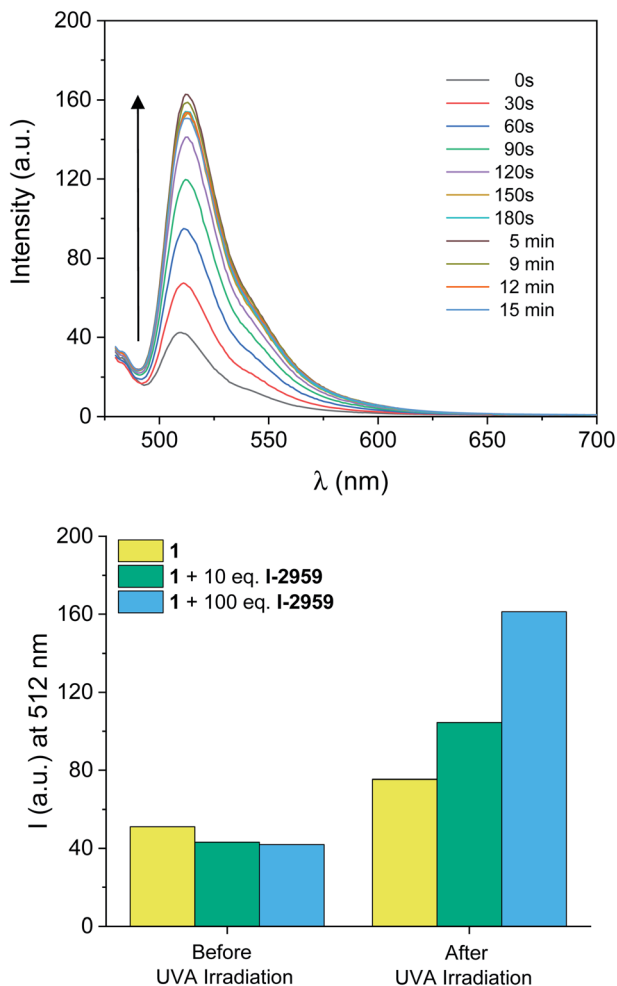 200
160
120
80
40
0
Intensity (a.u.)
0s
30s
60s
90s
120s
150s
180s
5 min
9 min
12 min
15 min
500
550
600
650
700
λ (nm)
200
160
120
80
40
0
I (a.u.) at 512 nm
1
1 + 10 eq. I-2959
1 + 100 eq. I-2959
Before
UVA Irradiation
After
UVA Irradiation